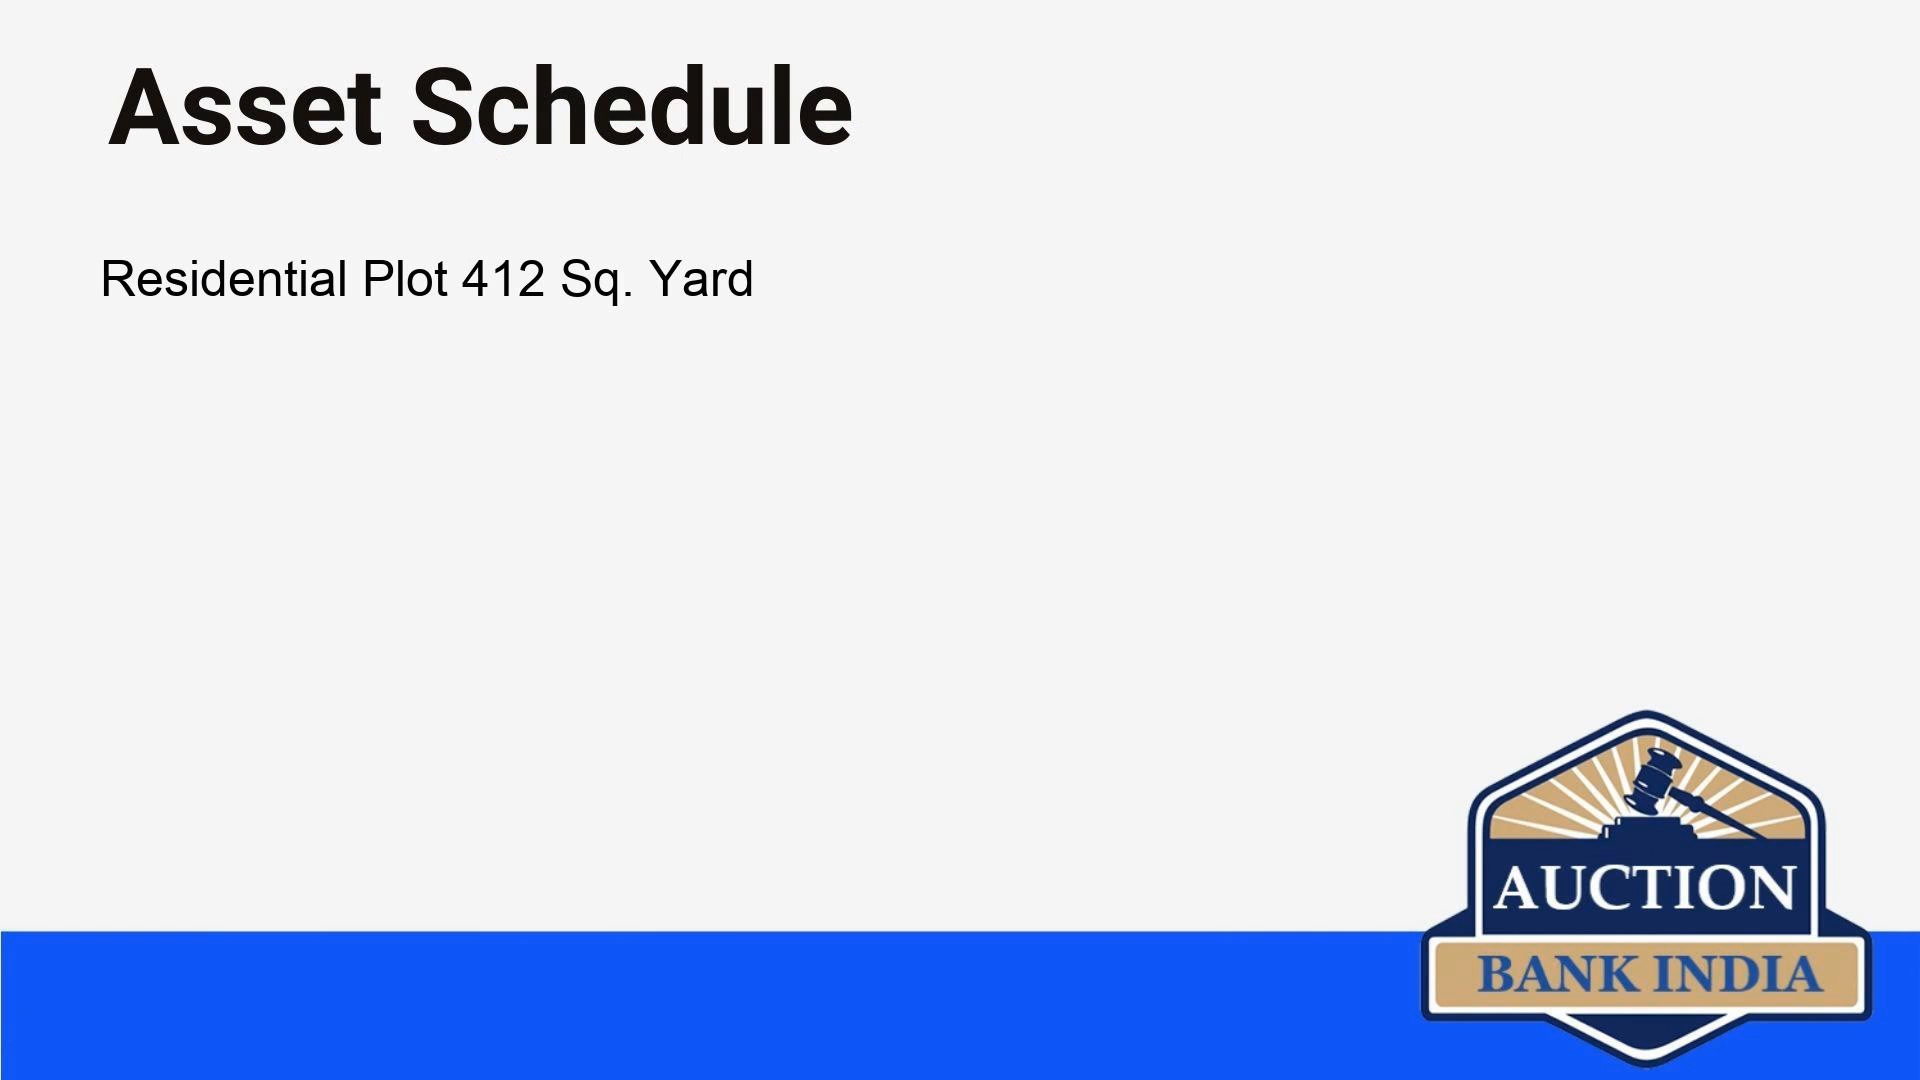 Asset Schedule
Residential Plot 412 Sq. Yard
AUCTION
BANK INDIA